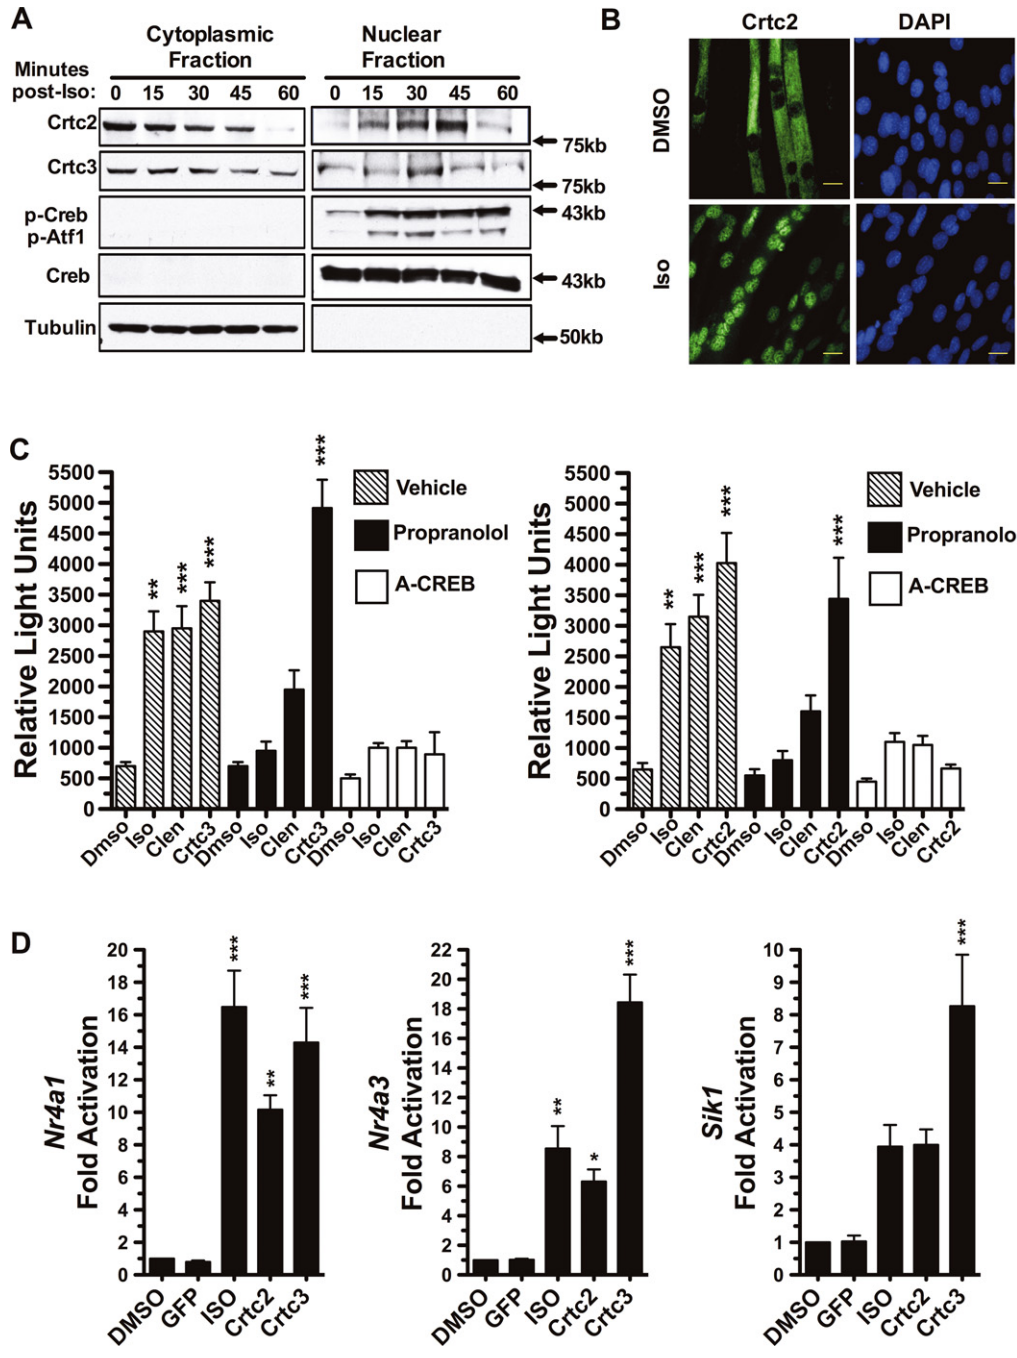 A
Cytoplasmic Fraction
Nuclear Fraction
Minutes post-Iso:
0 15 30 45 60
0 15 30 45 60
Crtc2
75kb
Crtc3
75kb
p-Creb
43kb
p-Atf1
Creb
43kb
Tubulin
50kb
B
Crtc2
DAPI
DMSO
Iso
C
Relative Light Units
5500
5000
4500
4000
3500
3000
2500
2000
1500
1000
500
0
**
***
***
***
Vehicle
Propranolol
A-CREB
Dmso
Iso
Clen
Crtc3
Dmso
Iso
Clen
Crtc3
Dmso
Iso
Clen
Crtc3
Relative Light Units
5500
5000
4500
4000
3500
3000
2500
2000
1500
1000
500
0
**
***
***
***
Vehicle
Propranolo
A-CREB
Dmso
Iso
Clen
Crtc2
Dmso
Iso
Clen
Crtc2
Dmso
Iso
Clen
Crtc2
D
Nr4a1
Fold Activation
20
18
16
14
12
10
8
6
4
2
0
***
**
***
DMSO
GFP
ISO
Crtc2
Crtc3
Nr4a3
Fold Activation
22
20
18
16
14
12
10
8
6
4
2
0
**
*
***
DMSO
GFP
ISO
Crtc2
Crtc3
Sik1
Fold Activation
10
9
8
7
6
5
4
3
2
1
0
***
DMSO
GFP
ISO
Crtc2
Crtc3